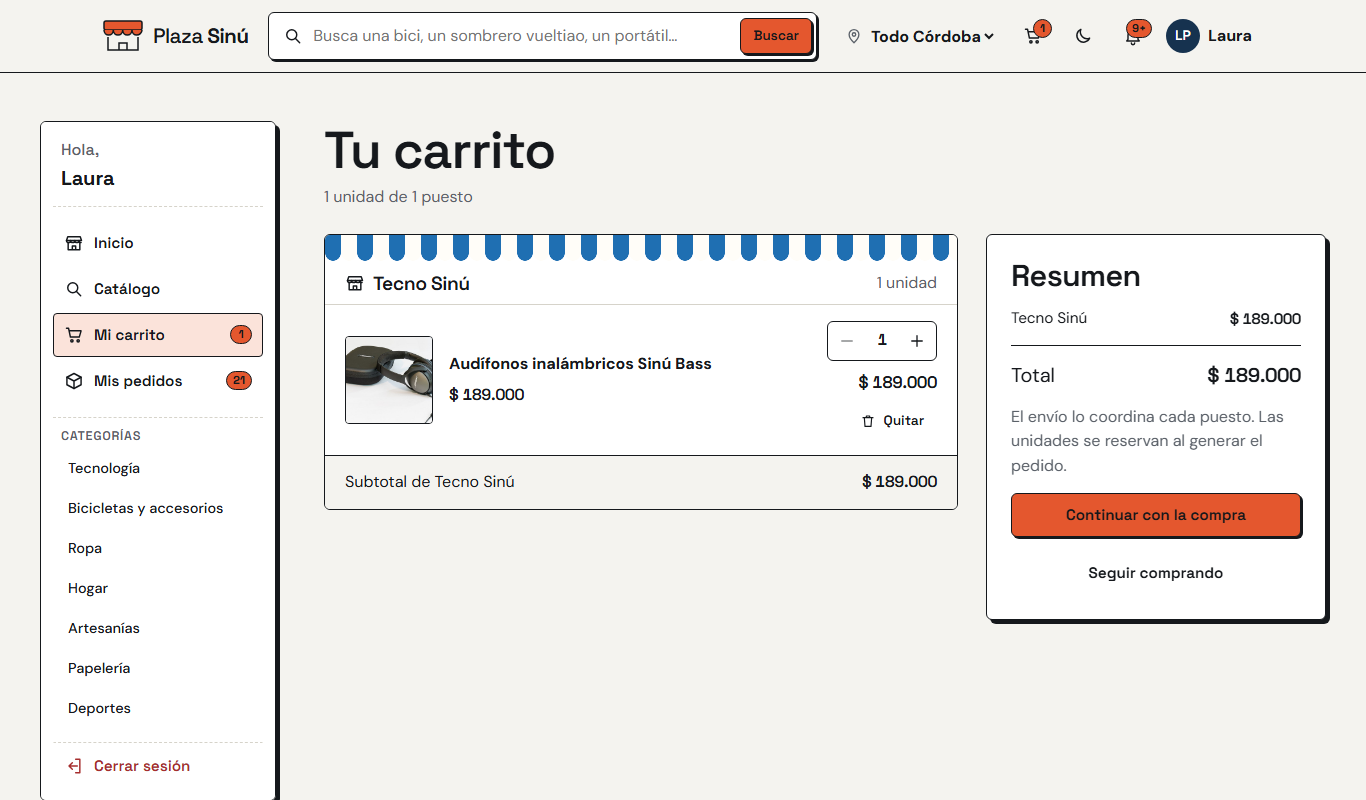 Plaza Sinú
Busca una bici, un sombrero vueltiao, un portátil...
Buscar
Todo Córdoba
1
9+
LP
Laura
Hola,
Laura
Inicio
Catálogo
Mi carrito
1
Mis pedidos
21
CATEGORÍAS
Tecnología
Bicicletas y accesorios
Ropa
Hogar
Artesanías
Papelería
Deportes
Cerrar sesión
Tu carrito
1 unidad de 1 puesto
Tecno Sinú
1 unidad
Audífonos inalámbricos Sinú Bass
$ 189.000
1
$ 189.000
Quitar
Subtotal de Tecno Sinú
$ 189.000
Resumen
Tecno Sinú
$ 189.000
Total
$ 189.000
El envío lo coordina cada puesto. Las
unidades se reservan al generar el
pedido.
Continuar con la compra
Seguir comprando